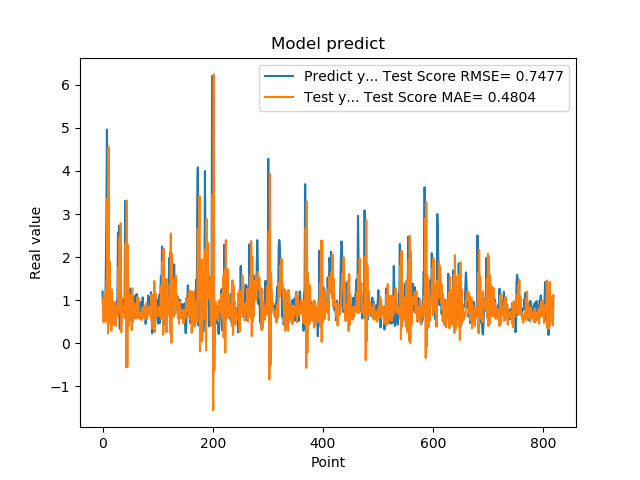 Model predict
Predict y... Test Score RMSE= 0.7477
Test y... Test Score MAE= 0.4804
Real value
6
5
4
3
2
1
0
−1
0 200 400 600 800
Point